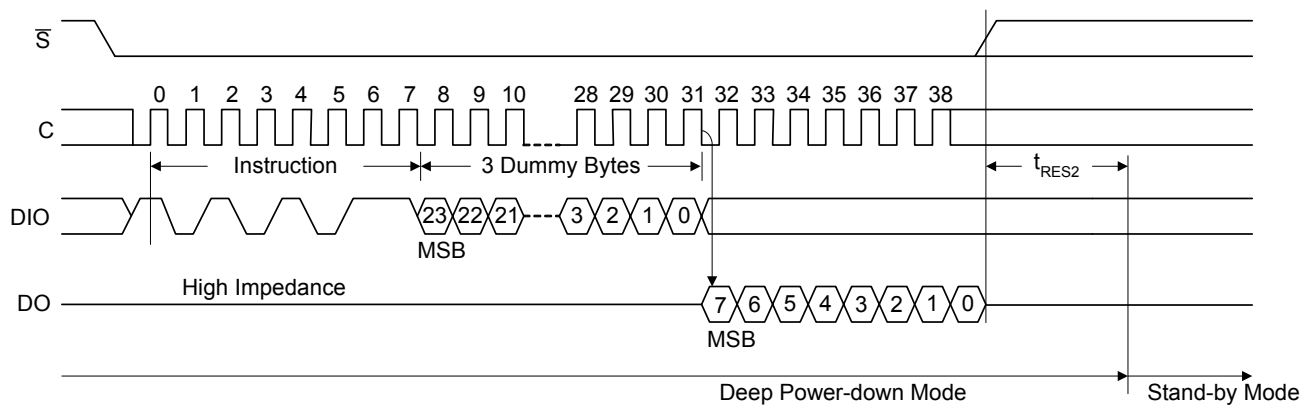 S
0 1 2 3 4 5 6 7 8 9 10 28 29 30 31 32 33 34 35 36 37 38
C
Instruction 3 Dummy Bytes tRES2
DIO 23 22 21 3 2 1 0
MSB
High Impedance
DO 7 6 5 4 3 2 1 0
MSB
Deep Power-down Mode Stand-by Mode